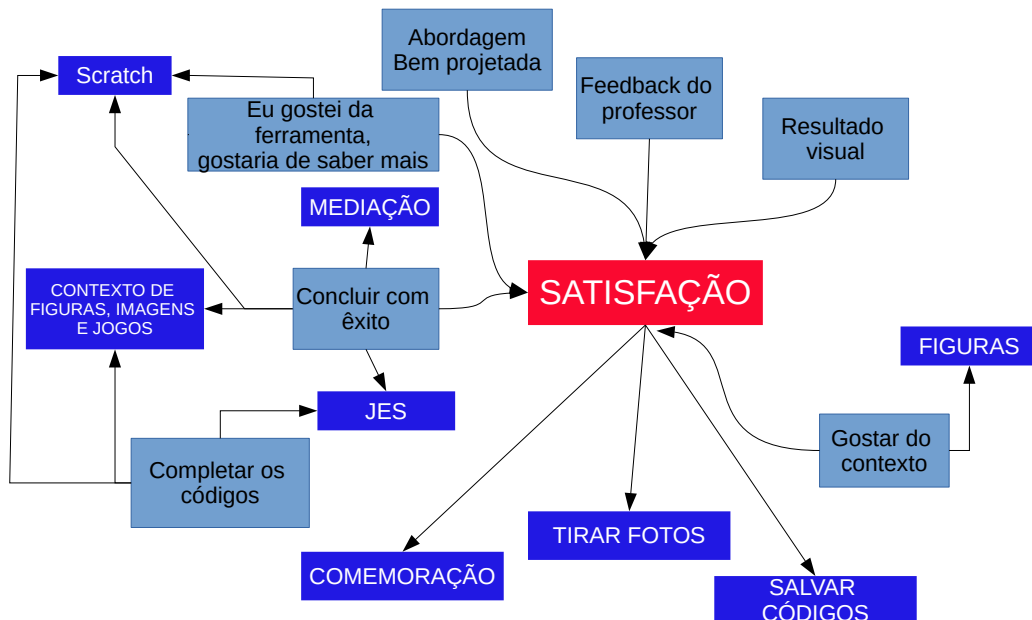 Abordagem
Bem projetada
Scratch
Feedback do
professor
Eu gostei da
ferramenta,
gostaria de saber mais
Resultado
visual
MEDIAÇÃO
CONTEXTO DE
FIGURAS, IMAGENS
E JOGOS
Concluir com
êxito
SATISFAÇÃO
FIGURAS
JES
Gostar do
contexto
Completar os
códigos
TIRAR FOTOS
COMEMORAÇÃO
SALVAR
CÓDIGOS